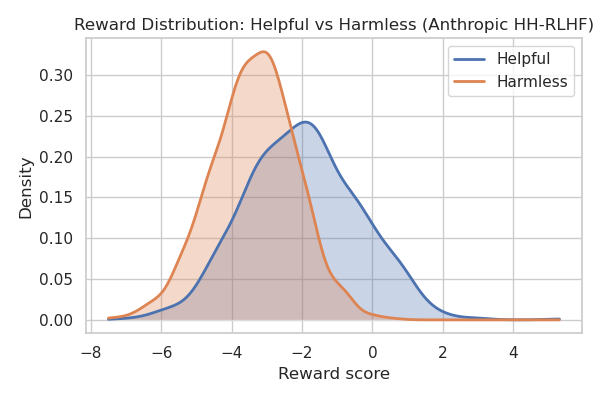 Reward Distribution: Helpful vs Harmless (Anthropic HH-RLHF)
Helpful
Harmless
0.30
0.25
0.20
0.15
0.10
0.05
0.00
Density
−8 −6 −4 −2 0 2 4
Reward score